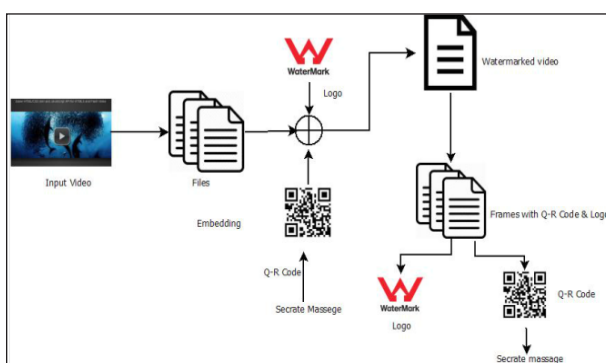 WaterMark
Watermarked video
Logo
Input Video
Files
Embedding
Frames with Q-R Code & Logo
Q-R Code
Secrate Massege
WaterMark
Logo
Q-R Code
Secrate massage